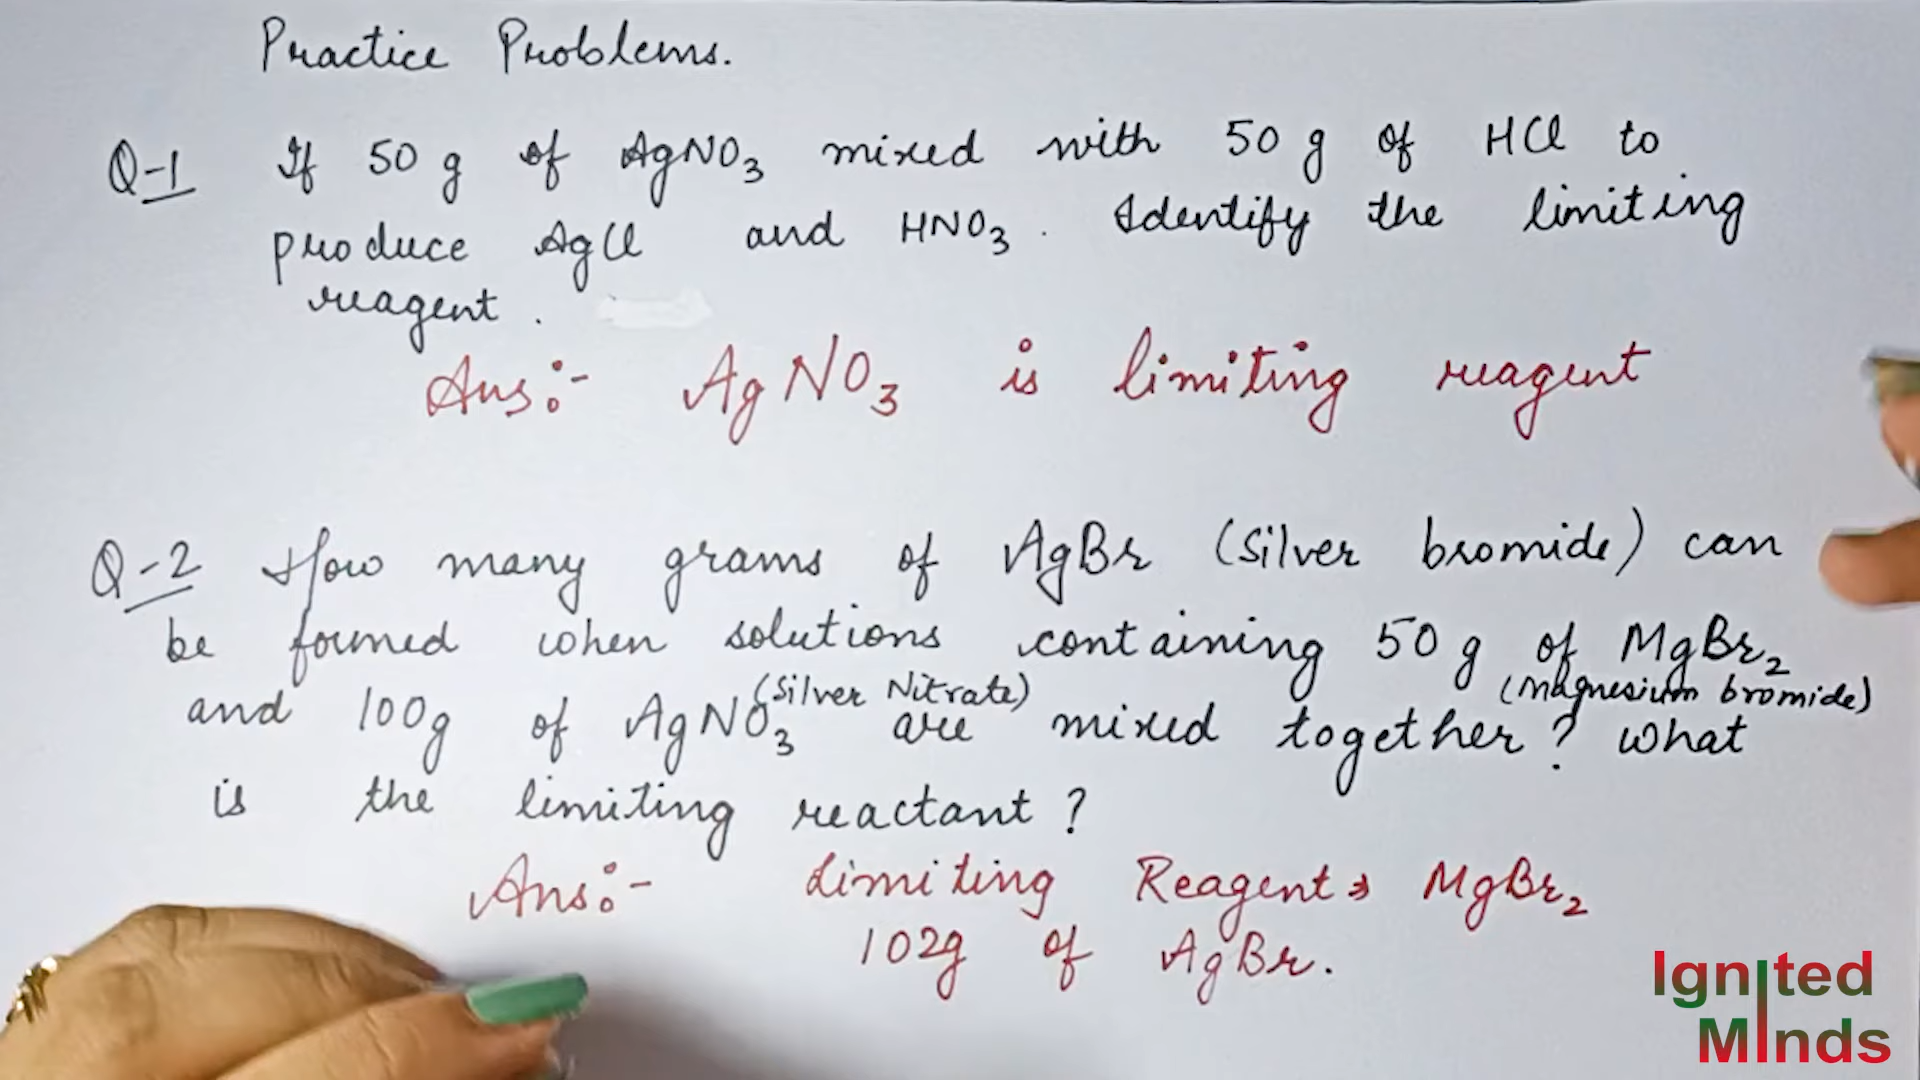 Practice Problems.
Q-1 If 50 g of AgNO3 mixed with 50 g of HCl to
produce AgCl and HNO3. Identify the limiting
reagent.
Ans:- AgNO3 is limiting reagent
Q-2 How many grams of AgBr (Silver bromide) can
be formed when solutions containing 50 g of MgBr2
(Magnesium bromide)
and 100g of AgNO3 (Silver Nitrate) are mixed together? What
is the limiting reactant?
Ans:- Limiting Reagent → MgBr2
102g of AgBr.
Ignited
Minds